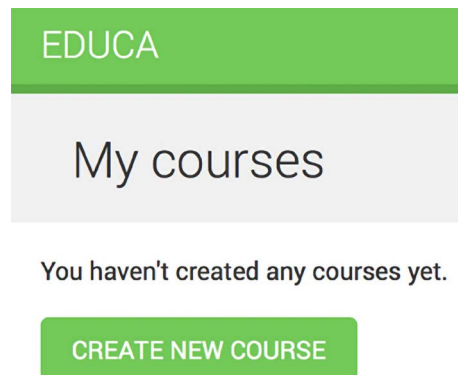 EDUCA
My courses
You haven't created any courses yet.
CREATE NEW COURSE